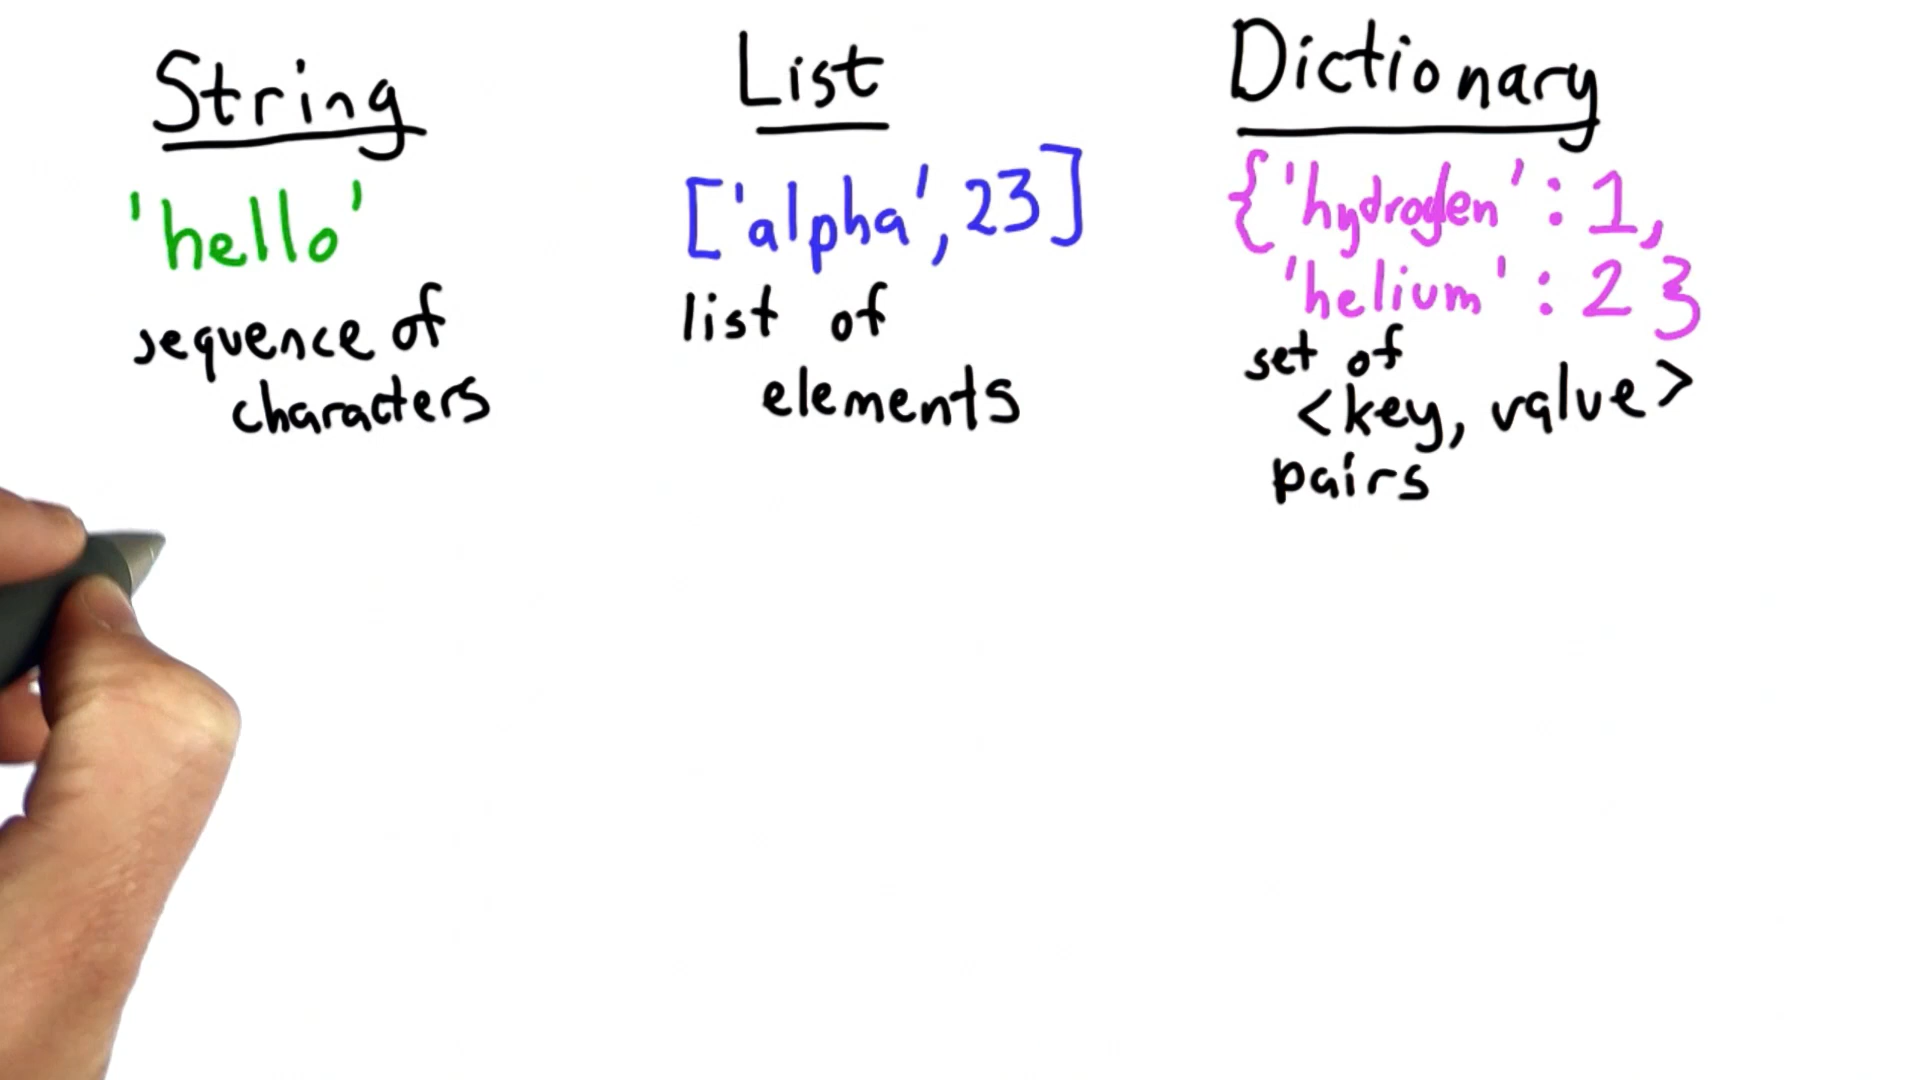 String
'hello'
sequence of
characters
List
['alpha', 23]
list of
elements
Dictionary
{'hydrogen' : 1,
'helium' : 2}
set of
<key, value>
pairs